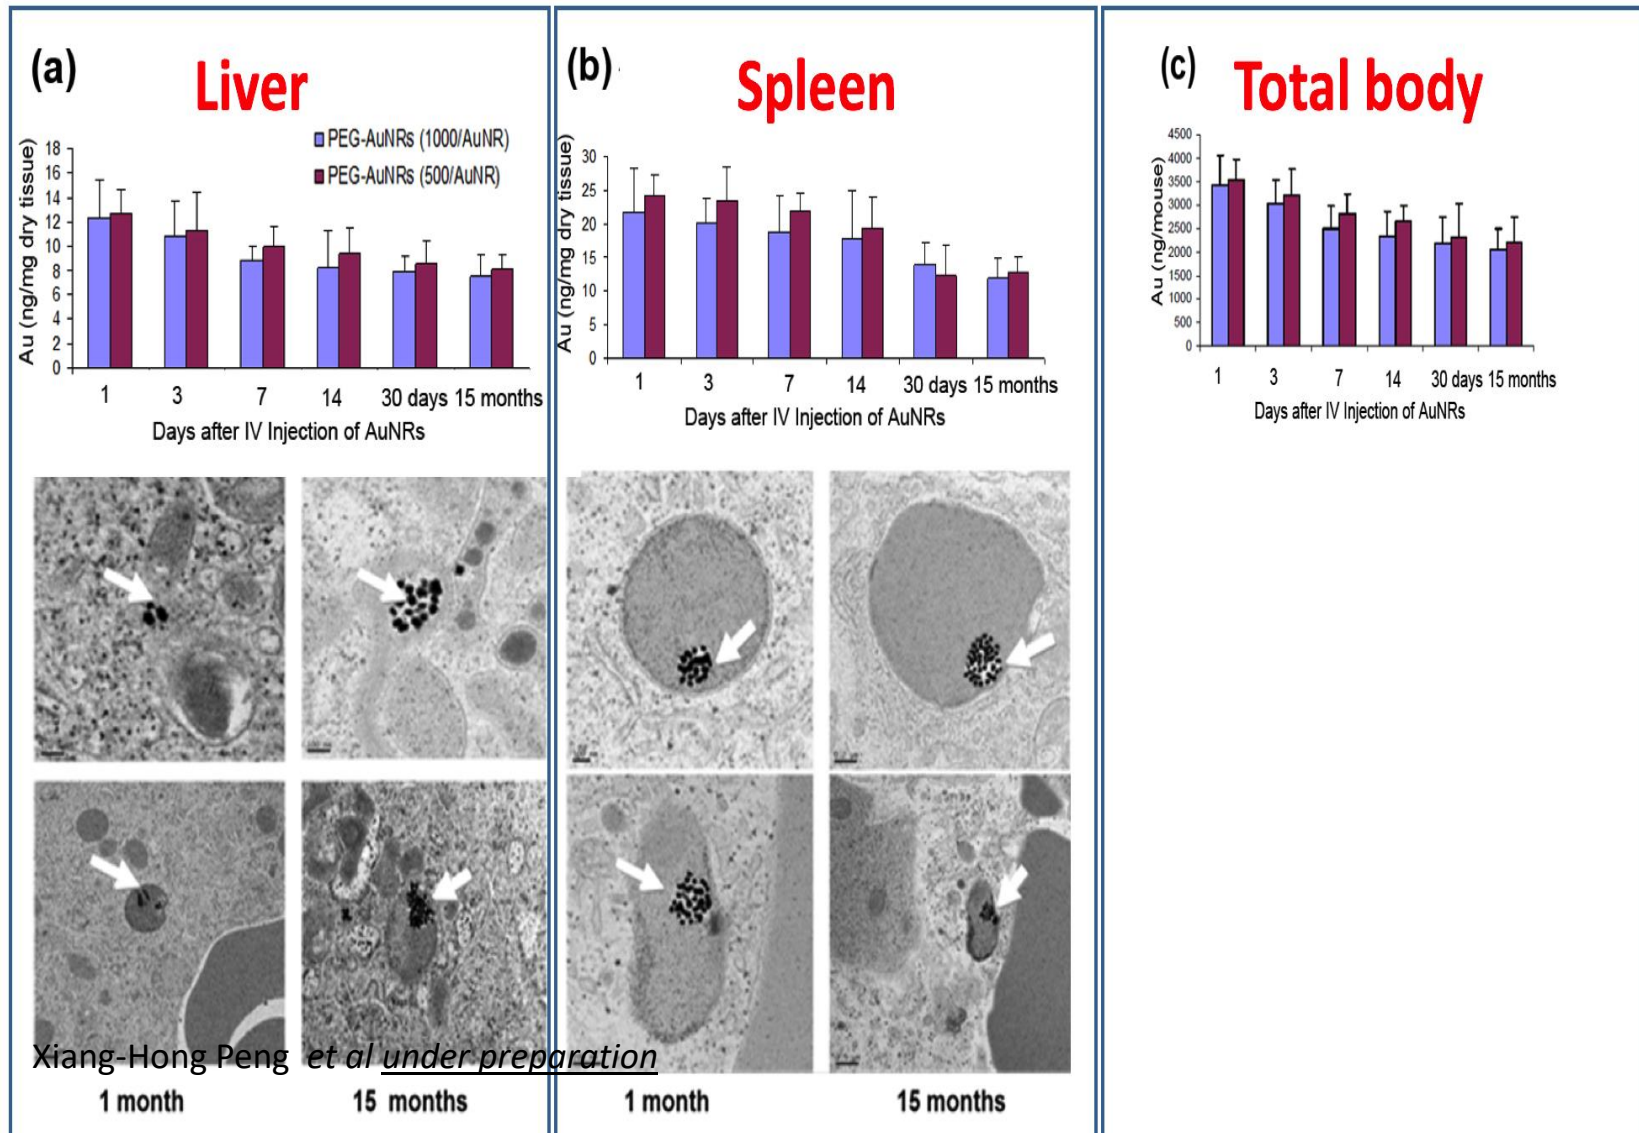 (a)
Liver
PEG-AuNRs (1000/AuNR)
PEG-AuNRs (500/AuNR)
Au (ng/mg dry tissue)
18
16
14
12
10
8
6
4
2
0
1 3 7 14 30 days 15 months
Days after IV Injection of AuNRs
1 month 15 months
(b)
Spleen
Au (ng/mg dry tissue)
30
25
20
15
10
5
0
1 3 7 14 30 days 15 months
Days after IV Injection of AuNRs
1 month 15 months
(c)
Total body
Au (ng/mouse)
4500
4000
3500
3000
2500
2000
1500
1000
500
0
1 3 7 14 30 days 15 months
Days after IV Injection of AuNRs
Xiang-Hong Peng et al under preparation